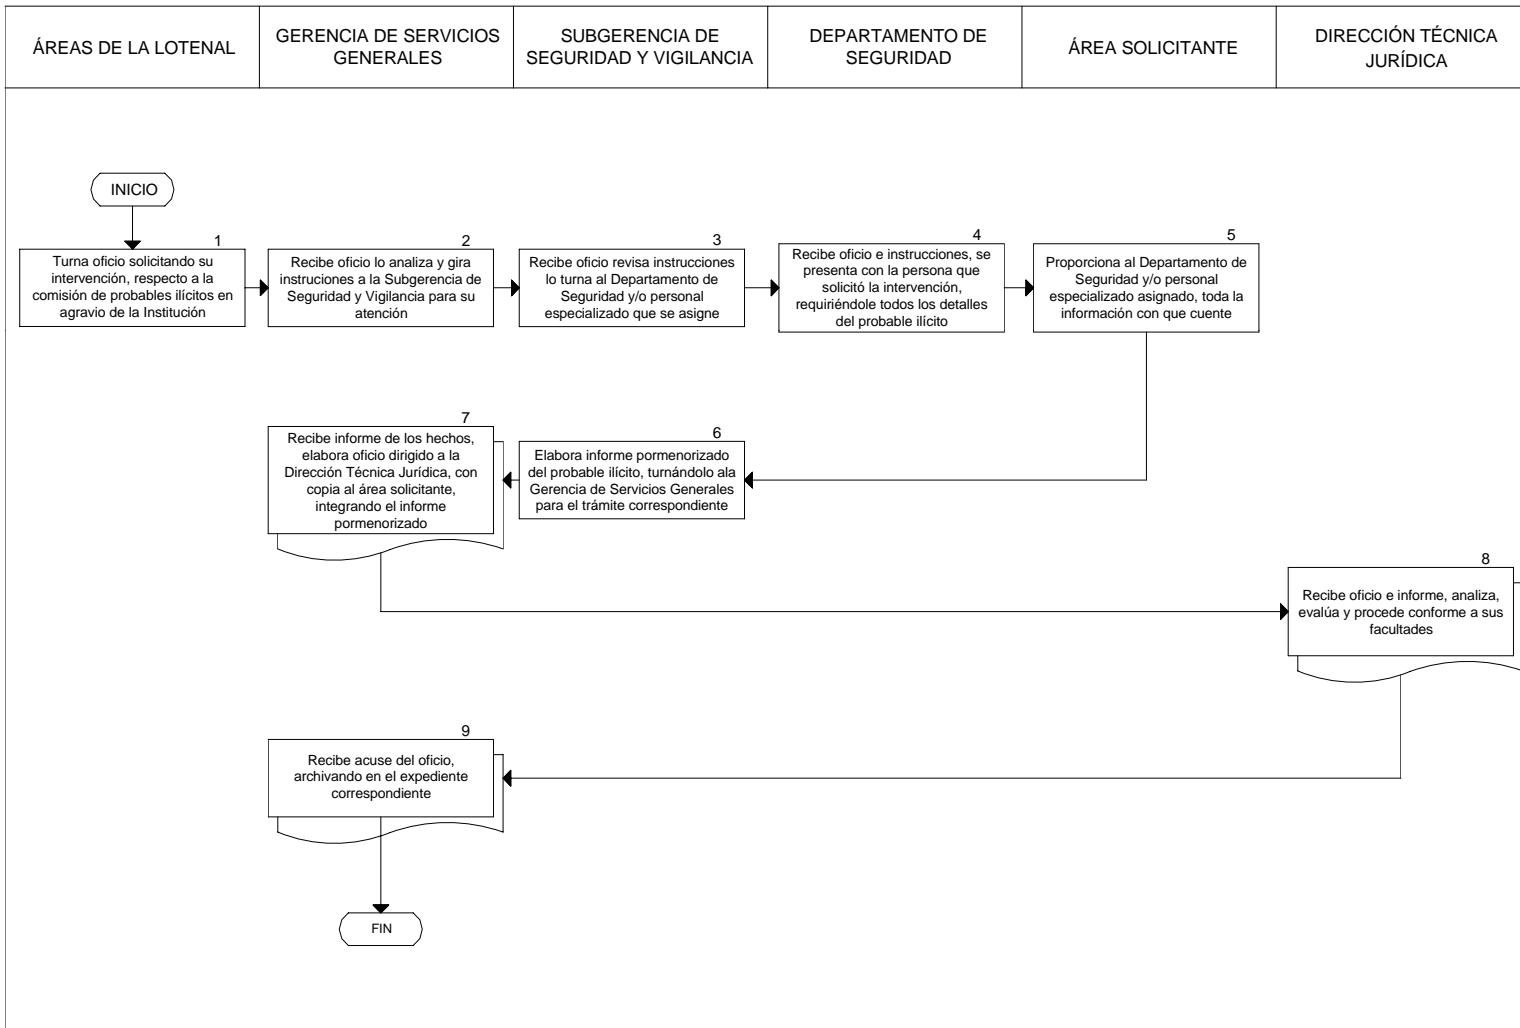 ÁREAS DE LA LOTENAL
GERENCIA DE SERVICIOS
GENERALES
SUBGERENCIA DE
SEGURIDAD Y VIGILANCIA
DEPARTAMENTO DE
SEGURIDAD
ÁREA SOLICITANTE
DIRECCIÓN TÉCNICA
JURÍDICA
INICIO
1
Turna oficio solicitando su
intervención, respecto a la
comisión de probables ilícitos en
agravio de la Institución
2
Recibe oficio lo analiza y gira
instruciones a la Subgerencia de
Seguridad y Vigilancia para su
atención
3
Recibe oficio revisa instrucciones
lo turna al Departamento de
Seguridad y/o personal
especializado que se asigne
4
Recibe oficio e instrucciones, se
presenta con la persona que
solicitó la intervención,
requiriéndole todos los detalles
del probable ilícito
5
Proporciona al Departamento de
Seguridad y/o personal
especializado asignado, toda la
información con que cuente
6
Elabora informe pormenorizado
del probable ilícito, turnándolo ala
Gerencia de Servicios Generales
para el trámite correspondiente
7
Recibe informe de los hechos,
elabora oficio dirigido a la
Dirección Técnica Jurídica, con
copia al área solicitante,
integrando el informe
pormenorizado
8
Recibe oficio e informe, analiza,
evalúa y procede conforme a sus
facultades
9
Recibe acuse del oficio,
archivando en el expediente
correspondiente
FIN